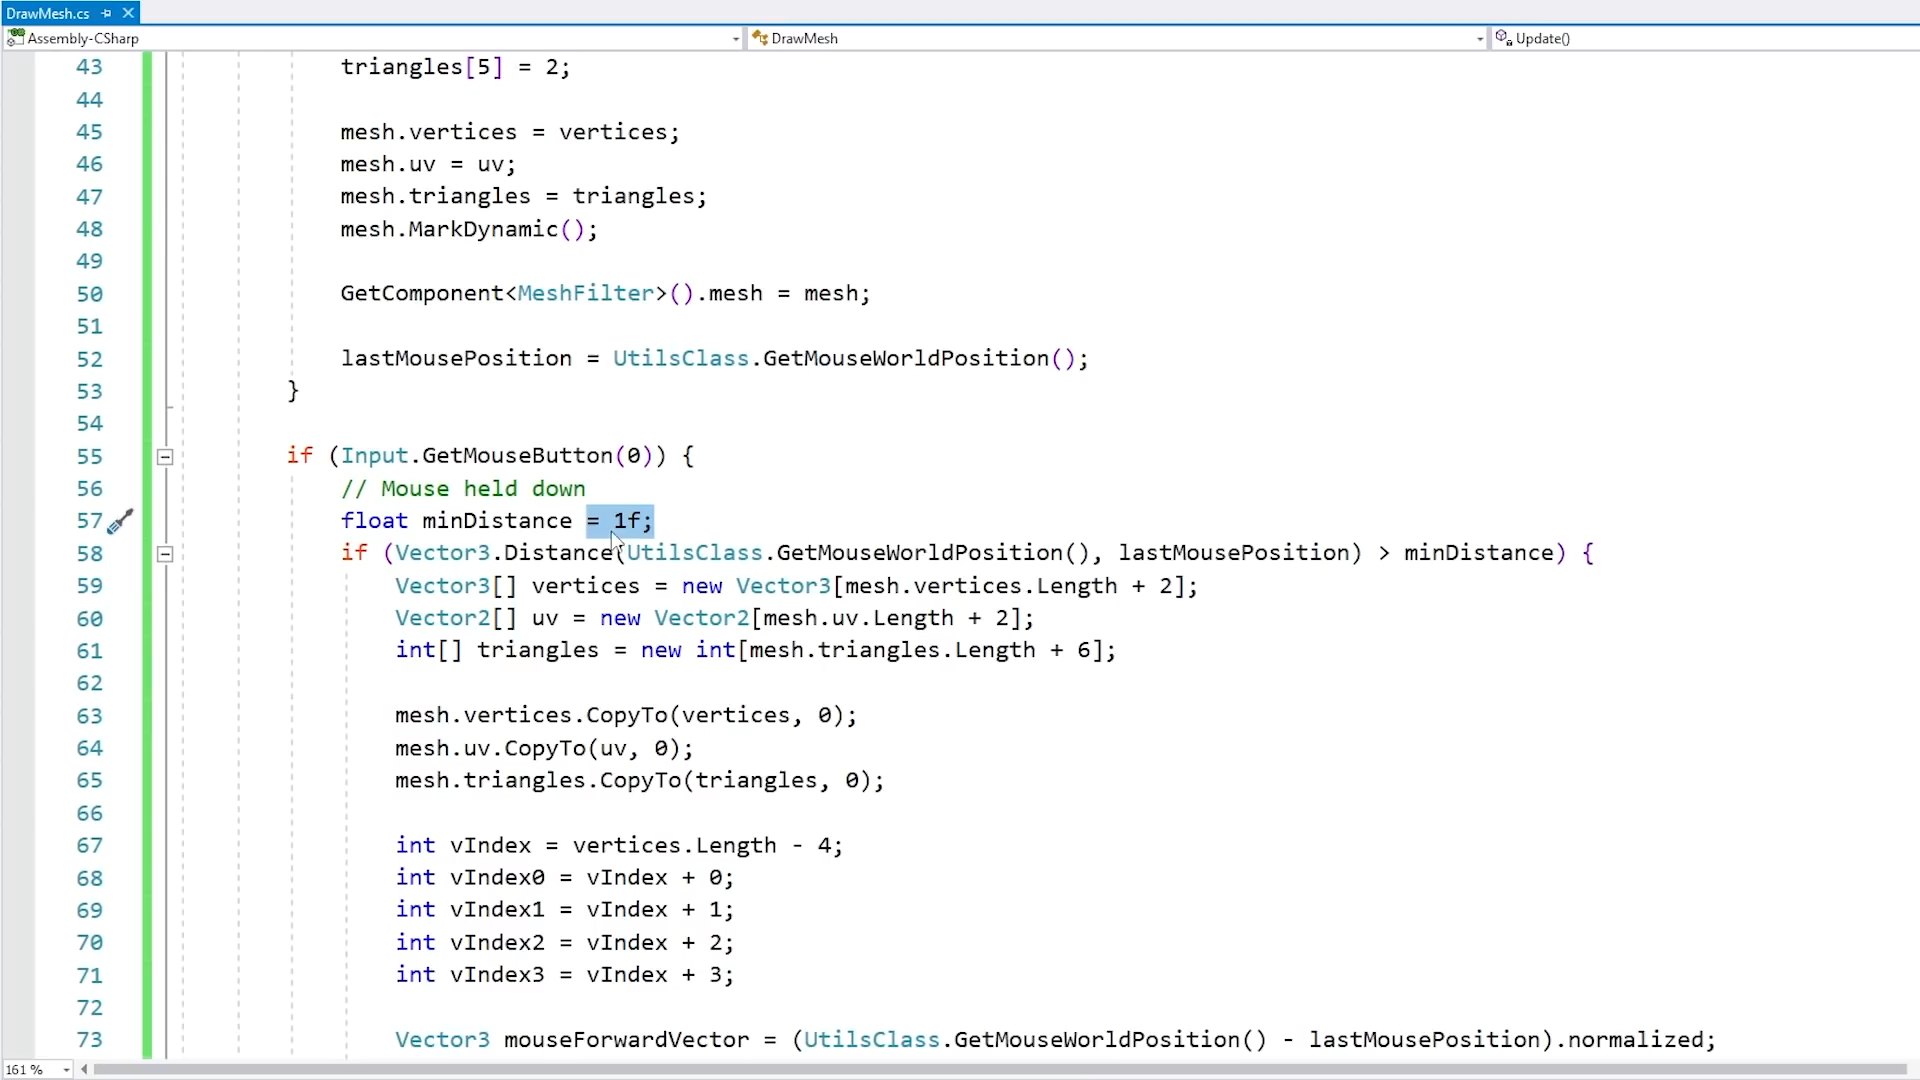 DrawMesh.cs
Assembly-CSharp DrawMesh Update()
43 triangles[5] = 2;
44
45 mesh.vertices = vertices;
46 mesh.uv = uv;
47 mesh.triangles = triangles;
48 mesh.MarkDynamic();
49
50 GetComponent<MeshFilter>().mesh = mesh;
51
52 lastMousePosition = UtilsClass.GetMouseWorldPosition();
53 }
54
55 if (Input.GetMouseButton(0)) {
56 // Mouse held down
57 float minDistance = 1f;
58 if (Vector3.Distance(UtilsClass.GetMouseWorldPosition(), lastMousePosition) > minDistance) {
59 Vector3[] vertices = new Vector3[mesh.vertices.Length + 2];
60 Vector2[] uv = new Vector2[mesh.uv.Length + 2];
61 int[] triangles = new int[mesh.triangles.Length + 6];
62
63 mesh.vertices.CopyTo(vertices, 0);
64 mesh.uv.CopyTo(uv, 0);
65 mesh.triangles.CopyTo(triangles, 0);
66
67 int vIndex = vertices.Length - 4;
68 int vIndex0 = vIndex + 0;
69 int vIndex1 = vIndex + 1;
70 int vIndex2 = vIndex + 2;
71 int vIndex3 = vIndex + 3;
72
73 Vector3 mouseForwardVector = (UtilsClass.GetMouseWorldPosition() - lastMousePosition).normalized;
161 %